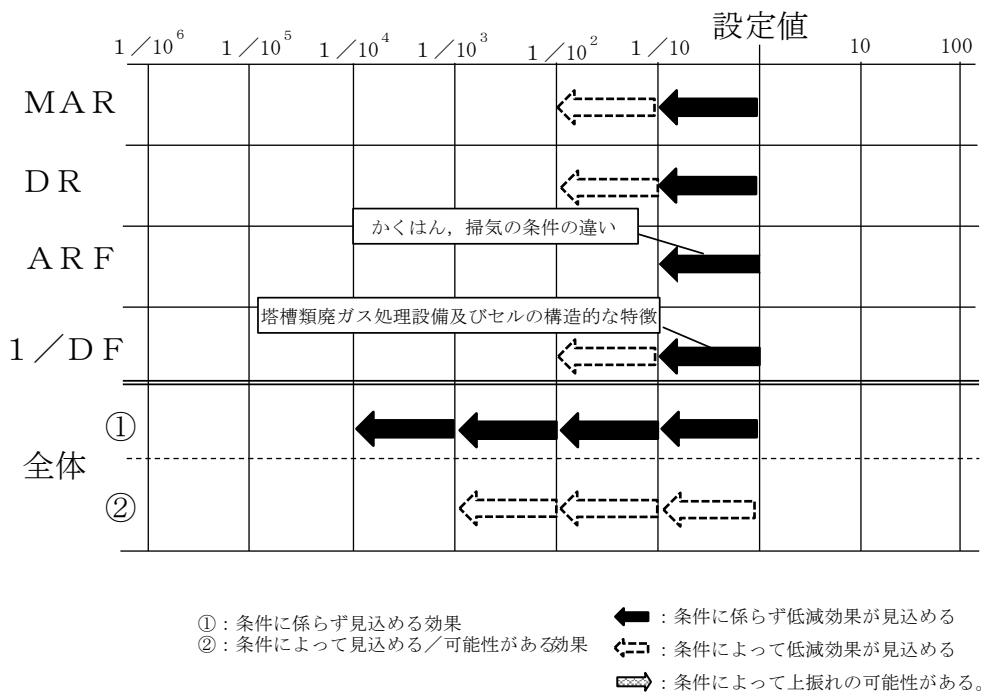 設定値
1／10⁶ 1／10⁵ 1／10⁴ 1／10³ 1／10² 1／10 10 100
ＭＡＲ
ＤＲ
かくはん，掃気の条件の違い
ＡＲＦ
塔槽類廃ガス処理設備及びセルの構造的な特徴
１／ＤＦ
①
全体
②
①：条件に係らず見込める効果
②：条件によって見込める／可能性がある効果
：条件に係らず低減効果が見込める
：条件によって低減効果が見込める
：条件によって上振れの可能性がある。